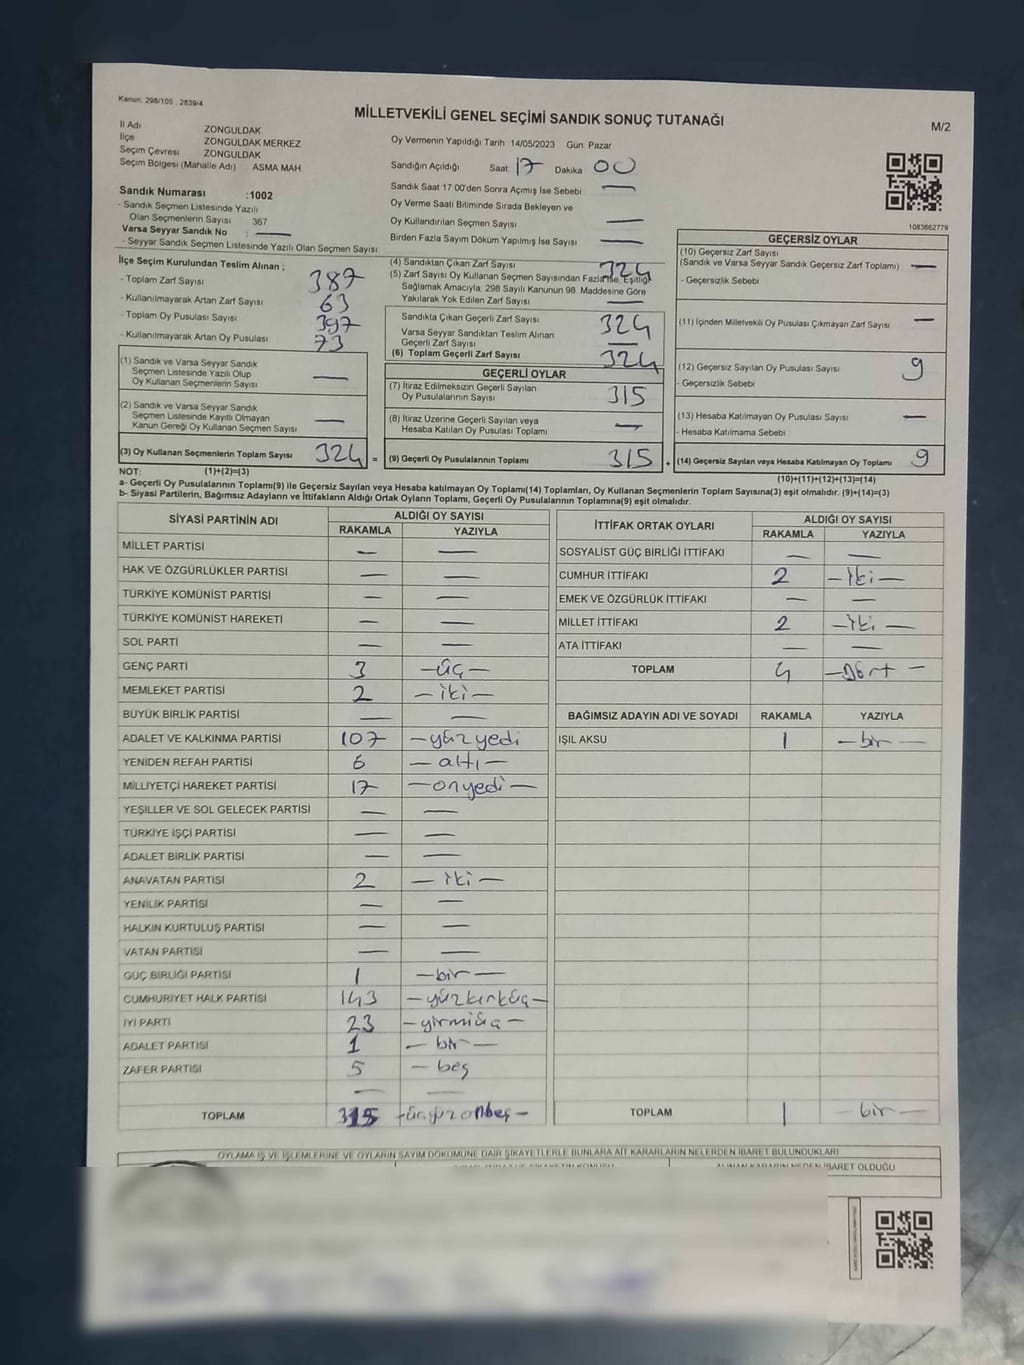 Kanun: 298/105 . 2839/4
MİLLETVEKİLİ GENEL SEÇİMİ SANDIK SONUÇ TUTANAĞI
M/2
İl Adı ZONGULDAK
İlçe ZONGULDAK MERKEZ
Seçim Çevresi ZONGULDAK
Seçim Bölgesi (Mahalle Adı) ASMA MAH.
Oy Vermenin Yapıldığı Tarih 14/05/2023 Gün: Pazar
Sandığın Açıldığı Saat 17 Dakika 00
Sandık Saat 17 00'den Sonra Açımış İse Sebebi —
Oy Verme Saati Bitiminde Sırada Bekleyen ve
Oy Kullandırılan Seçmen Sayısı —
Birden Fazla Sayım Döküm Yapılmış İse Sayısı —
Sandık Numarası :1002
- Sandık Seçmen Listesinde Yazılı
Olan Seçmenlerin Sayısı 367
Varsa Seyyar Sandık No : —
- Seyyar Sandık Seçmen Listesinde Yazılı Olan Seçmen Sayısı
1083662779
İlçe Seçim Kurulundan Teslim Alınan ;
- Toplam Zarf Sayısı 387
- Kullanılmayarak Artan Zarf Sayısı 63
- Toplam Oy Pusulası Sayısı 397
- Kullanılmayarak Artan Oy Pusulası 73
(1) Sandık ve Varsa Seyyar Sandık
Seçmen Listesinde Yazılı Olup
Oy Kullanan Seçmenlerin Sayısı —
(2) Sandık ve Varsa Seyyar Sandık
Seçmen Listesinde Kayıtlı Olmayan
Kanun Gereği Oy Kullanan Seçmen Sayısı —
(3) Oy Kullanan Seçmenlerin Toplam Sayısı 324 =
(4) Sandıktan Çıkan Zarf Sayısı 324
(5) Zarf Sayısı Oy Kullanan Seçmen Sayısından Fazla ise, Eşitliği
Sağlamak Amacıyla, 298 Sayılı Kanunun 98. Maddesine Göre
Yakılarak Yok Edilen Zarf Sayısı —
Sandıkta Çıkan Geçerli Zarf Sayısı 324
Varsa Seyyar Sandıktan Teslim Alınan
Geçerli Zarf Sayısı —
(6) Toplam Geçerli Zarf Sayısı 324
GEÇERLİ OYLAR
(7) İtiraz Edilmeksizin Geçerli Sayılan
Oy Pusulalarının Sayısı 315
(8) İtiraz Üzerine Geçerli Sayılan veya
Hesaba Katılan Oy Pusulası Toplamı —
(9) Geçerli Oy Pusulalarının Toplamı 315 +
GEÇERSİZ OYLAR
(10) Geçersiz Zarf Sayısı
(Sandık ve Varsa Seyyar Sandık Geçersiz Zarf Toplamı) —
- Geçersizlik Sebebi
(11) İçinden Milletvekili Oy Pusulası Çıkmayan Zarf Sayısı —
(12) Geçersiz Sayılan Oy Pusulası Sayısı 9
- Geçersizlik Sebebi
(13) Hesaba Katılmayan Oy Pusulası Sayısı —
- Hesaba Katılmama Sebebi
(14) Geçersiz Sayılan veya Hesaba Katılmayan Oy Toplamı 9
NOT: (1)+(2)=(3) (10)+(11)+(12)+(13)=(14)
a- Geçerli Oy Pusulalarının Toplamı(9) ile Geçersiz Sayılan veya Hesaba katılmayan Oy Toplamı(14) Toplamları, Oy Kullanan Seçmenlerin Toplam Sayısına(3) eşit olmalıdır. (9)+(14)=(3)
b- Siyasi Partilerin, Bağımsız Adayların ve İttifakların Aldığı Ortak Oyların Toplamı, Geçerli Oy Pusulalarının Toplamına(9) eşit olmalıdır.
SİYASİ PARTİNİN ADI ALDIĞI OY SAYISI
RAKAMLA YAZIYLA
MİLLET PARTİSİ — —
HAK VE ÖZGÜRLÜKLER PARTİSİ — —
TÜRKİYE KOMÜNİST PARTİSİ — —
TÜRKİYE KOMÜNİST HAREKETİ — —
SOL PARTİ — —
GENÇ PARTİ 3 —üç—
MEMLEKET PARTİSİ 2 —iki—
BÜYÜK BİRLİK PARTİSİ — —
ADALET VE KALKINMA PARTİSİ 107 —yüzyedi
YENİDEN REFAH PARTİSİ 6 —altı—
MİLLİYETÇİ HAREKET PARTİSİ 17 —onyedi—
YEŞİLLER VE SOL GELECEK PARTİSİ — —
TÜRKİYE İŞÇİ PARTİSİ — —
ADALET BİRLİK PARTİSİ — —
ANAVATAN PARTİSİ 2 —iki—
YENİLİK PARTİSİ — —
HALKIN KURTULUŞ PARTİSİ — —
VATAN PARTİSİ — —
GÜÇ BİRLİĞİ PARTİSİ 1 —bir—
CUMHURİYET HALK PARTİSİ 143 —yüzkırküç—
İYİ PARTİ 23 —yirmiüç—
ADALET PARTİSİ 1 —bir—
ZAFER PARTİSİ 5 —beş
— —
TOPLAM 315 —üçyüzonbeş—
İTTİFAK ORTAK OYLARI ALDIĞI OY SAYISI
RAKAMLA YAZIYLA
SOSYALİST GÜÇ BİRLİĞİ İTTİFAKI — —
CUMHUR İTTİFAKI 2 —iki—
EMEK VE ÖZGÜRLÜK İTTİFAKI — —
MİLLET İTTİFAKI 2 —iki—
ATA İTTİFAKI — —
TOPLAM 4 —Dört—
BAĞIMSIZ ADAYIN ADI VE SOYADI RAKAMLA YAZIYLA
IŞIL AKSU 1 —bir—
TOPLAM 1 —bir—
OYLAMA İŞ VE İŞLEMLERİNE VE OYLARIN SAYIM DÖKÜMÜNE DAİR ŞİKAYETLERLE BUNLARA AİT KARARLARIN NELERDEN İBARET BULUNDUKLARI
ALINAN KARARIN NEDEN İBARET OLDUĞU